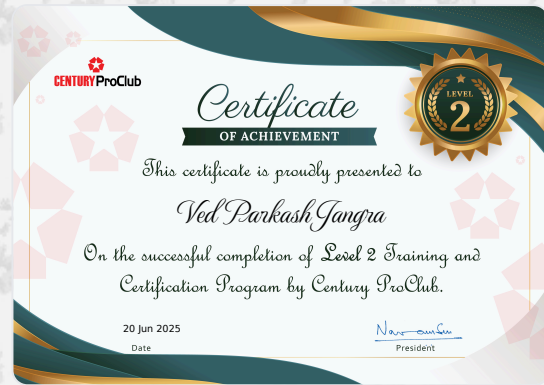 CENTURY ProClub
Certificate
OF ACHIEVEMENT
LEVEL
2
This certificate is proudly presented to
Ved Parkash Jangra
On the successful completion of Level 2 Training and
Certification Program by Century ProClub.
20 Jun 2025
Date
President